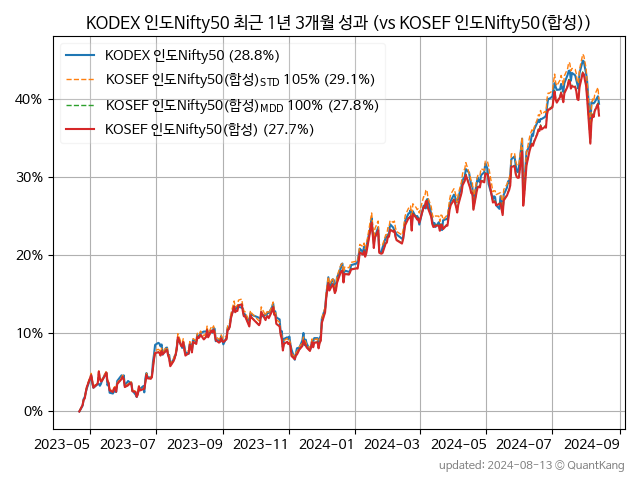 KODEX 인도Nifty50 최근 1년 3개월 성과 (vs KOSEF 인도Nifty50(합성))
KODEX 인도Nifty50 (28.8%)
KOSEF 인도Nifty50(합성)STD 105% (29.1%)
KOSEF 인도Nifty50(합성)MDD 100% (27.8%)
KOSEF 인도Nifty50(합성) (27.7%)
40%
30%
20%
10%
0%
2023-05 2023-07 2023-09 2023-11 2024-01 2024-03 2024-05 2024-07 2024-09
updated: 2024-08-13 © QuantKang